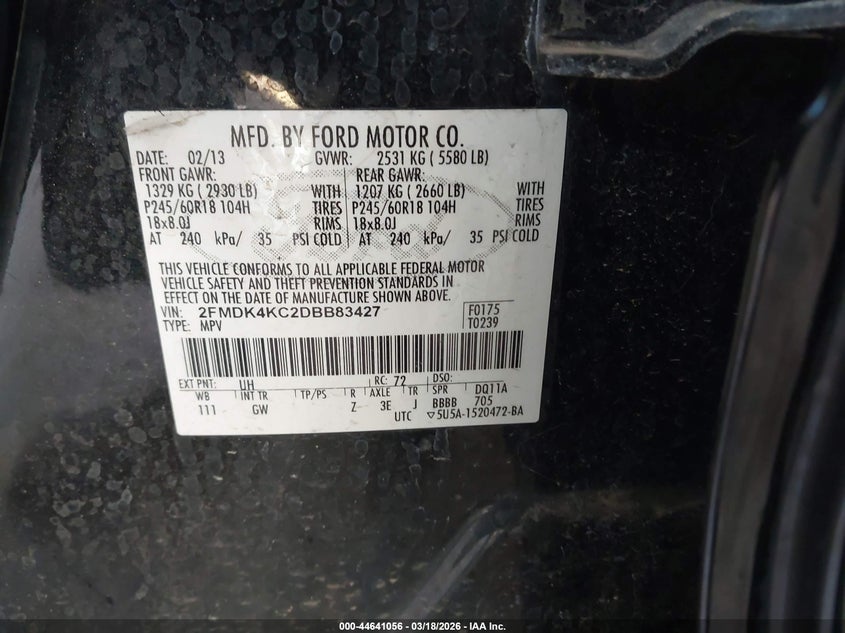 MFD. BY FORD MOTOR CO.
DATE: 02/13 GVWR: 2531 KG ( 5580 LB)
FRONT GAWR: REAR GAWR:
1329 KG ( 2930 LB) WITH 1207 KG ( 2660 LB) WITH
P245/60R18 104H TIRES P245/60R18 104H TIRES
18x8.0J RIMS 18x8.0J RIMS
AT 240 kPa/ 35 PSI COLD AT 240 kPa/ 35 PSI COLD
THIS VEHICLE CONFORMS TO ALL APPLICABLE FEDERAL MOTOR
VEHICLE SAFETY AND THEFT PREVENTION STANDARDS IN
EFFECT ON THE DATE OF MANUFACTURE SHOWN ABOVE.
VIN: 2FMDK4KC2DBB83427 F0175
TYPE: MPV T0239
EXT PNT: UH RC: 72 DSO:
WB INT TR TP/PS R AXLE TR SPR DQ11A
111 GW Z 3E J BBBB 705
UTC ▽5U5A-1520472-BA
000-44641056 — 03/18/2026 — IAA Inc.